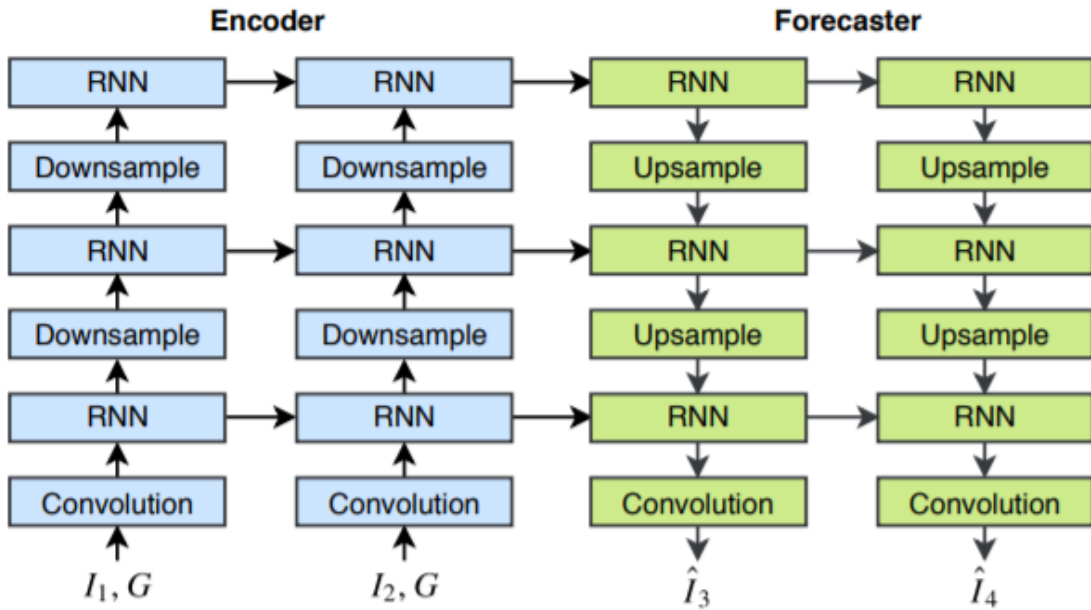 Encoder Forecaster
RNN RNN RNN RNN
Downsample Downsample Upsample Upsample
RNN RNN RNN RNN
Downsample Downsample Upsample Upsample
RNN RNN RNN RNN
Convolution Convolution Convolution Convolution
I₁, G I₂, G Î₃ Î₄